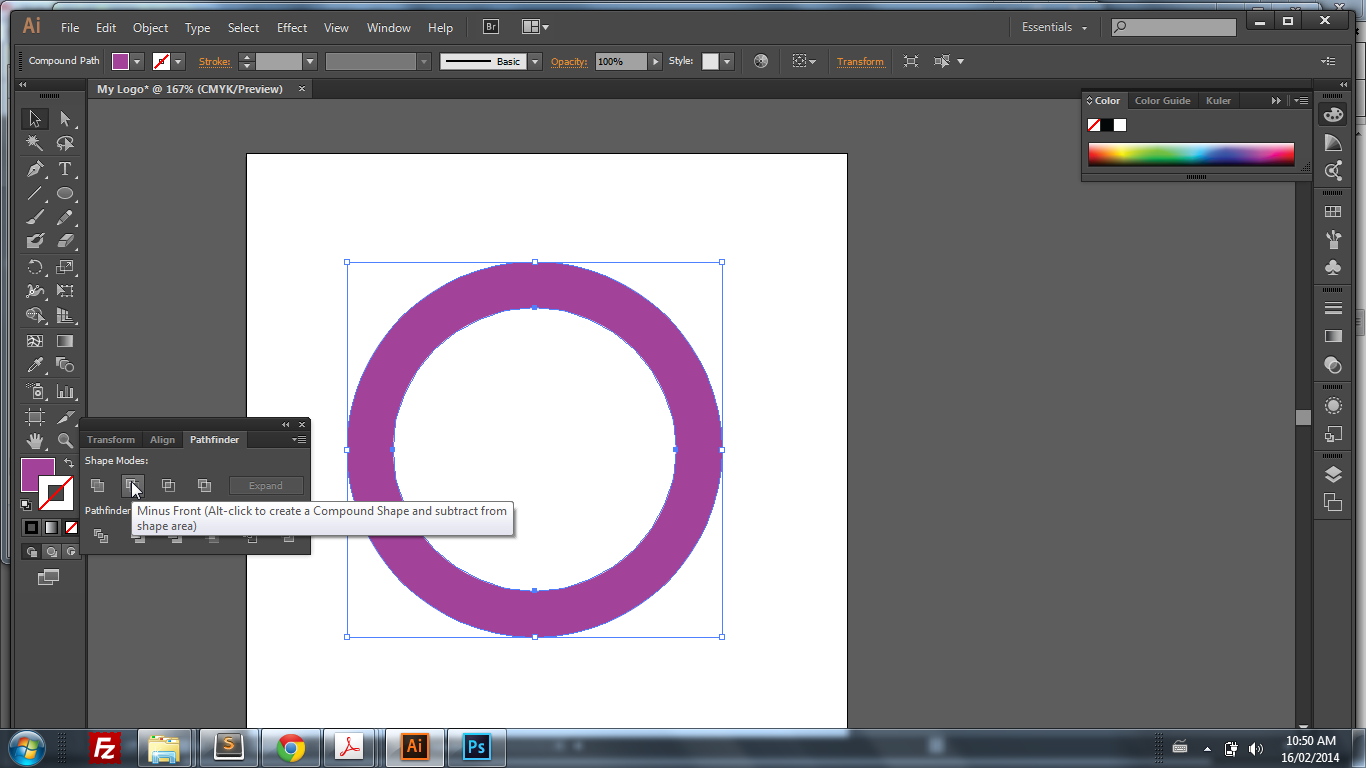 Ai File Edit Object Type Select Effect View Window Help Br Essentials
Compound Path Stroke: Basic Opacity: 100% Style: Transform
My Logo* @ 167% (CMYK/Preview)
Color Color Guide Kuler
T
Transform Align Pathfinder
Shape Modes:
Expand
Pathfinder
Minus Front (Alt-click to create a Compound Shape and subtract from
shape area)
Fz S Ai Ps
10:50 AM
16/02/2014